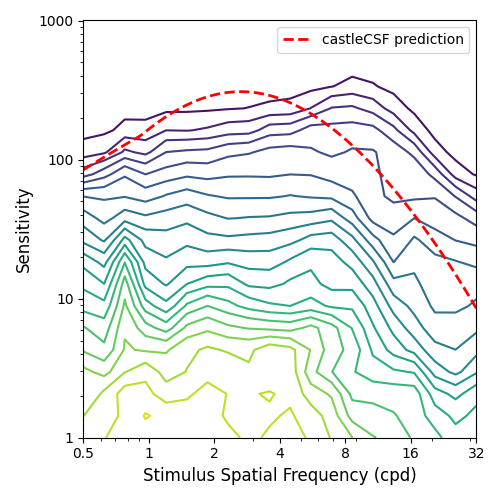 1000
castleCSF prediction
100
Sensitivity
10
1
0.5 1 2 4 8 16 32
Stimulus Spatial Frequency (cpd)